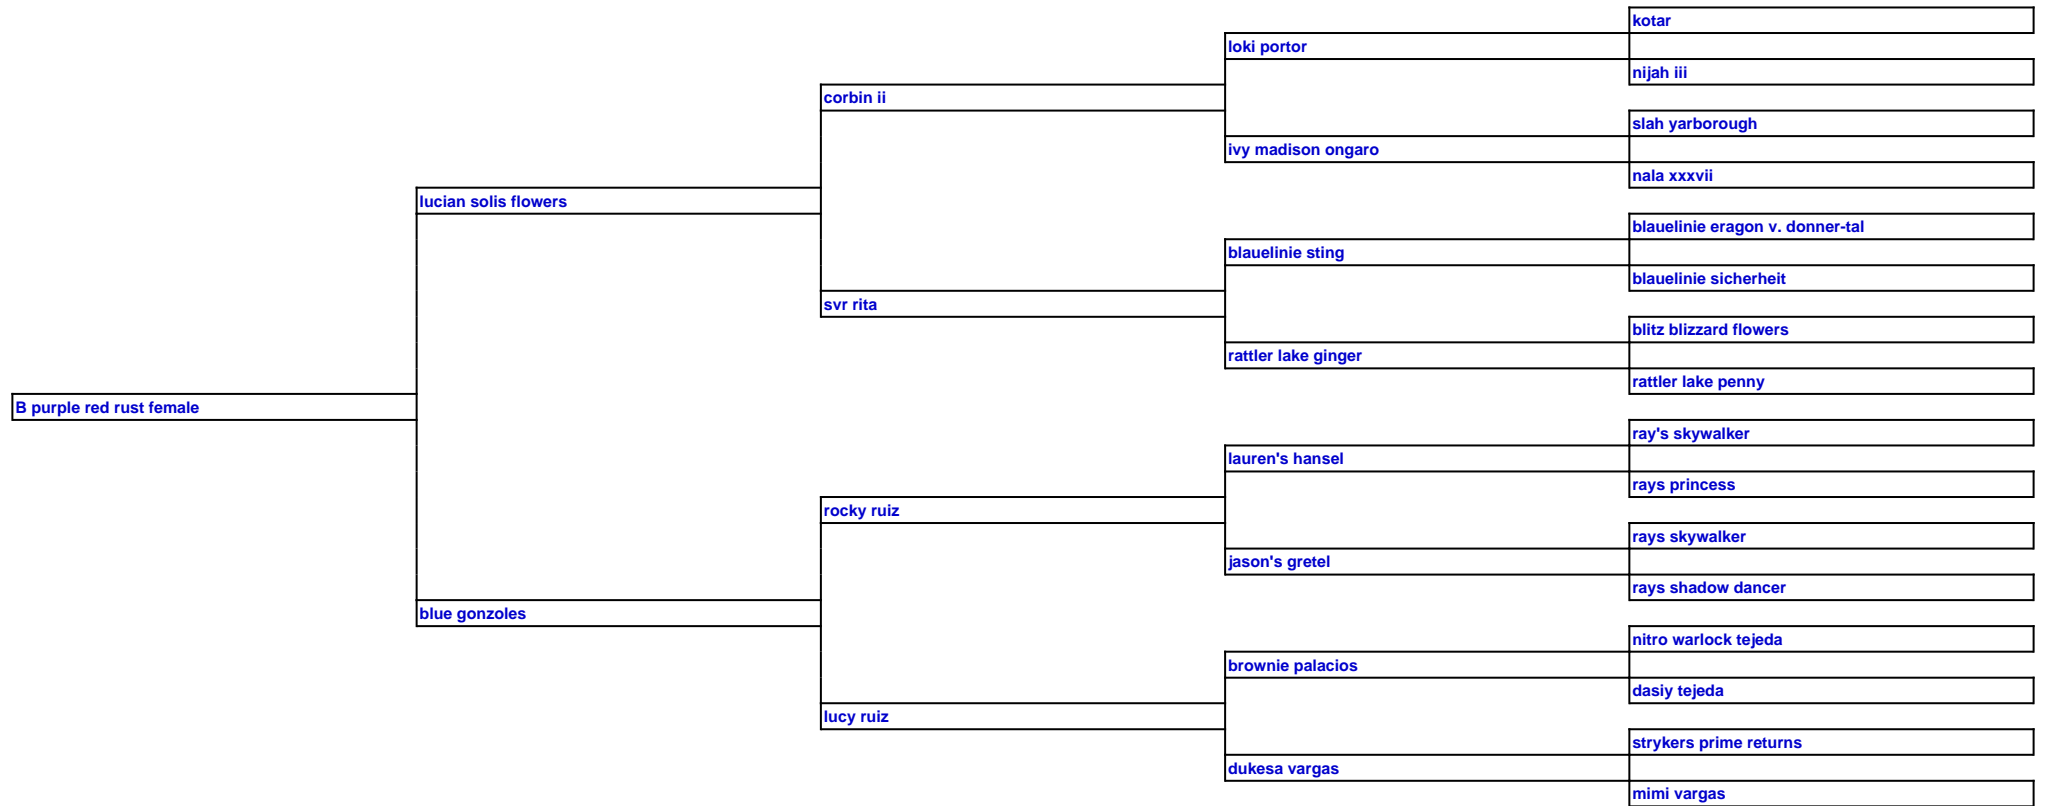 kotar
loki portor
nijah iii
corbin ii
slah yarborough
ivy madison ongaro
nala xxxvii
lucian solis flowers
blauelinie eragon v. donner-tal
blauelinie sting
blauelinie sicherheit
svr rita
blitz blizzard flowers
rattler lake ginger
rattler lake penny
B purple red rust female
ray's skywalker
lauren's hansel
rays princess
rocky ruiz
rays skywalker
jason's gretel
rays shadow dancer
blue gonzoles
nitro warlock tejeda
brownie palacios
dasiy tejeda
lucy ruiz
strykers prime returns
dukesa vargas
mimi vargas